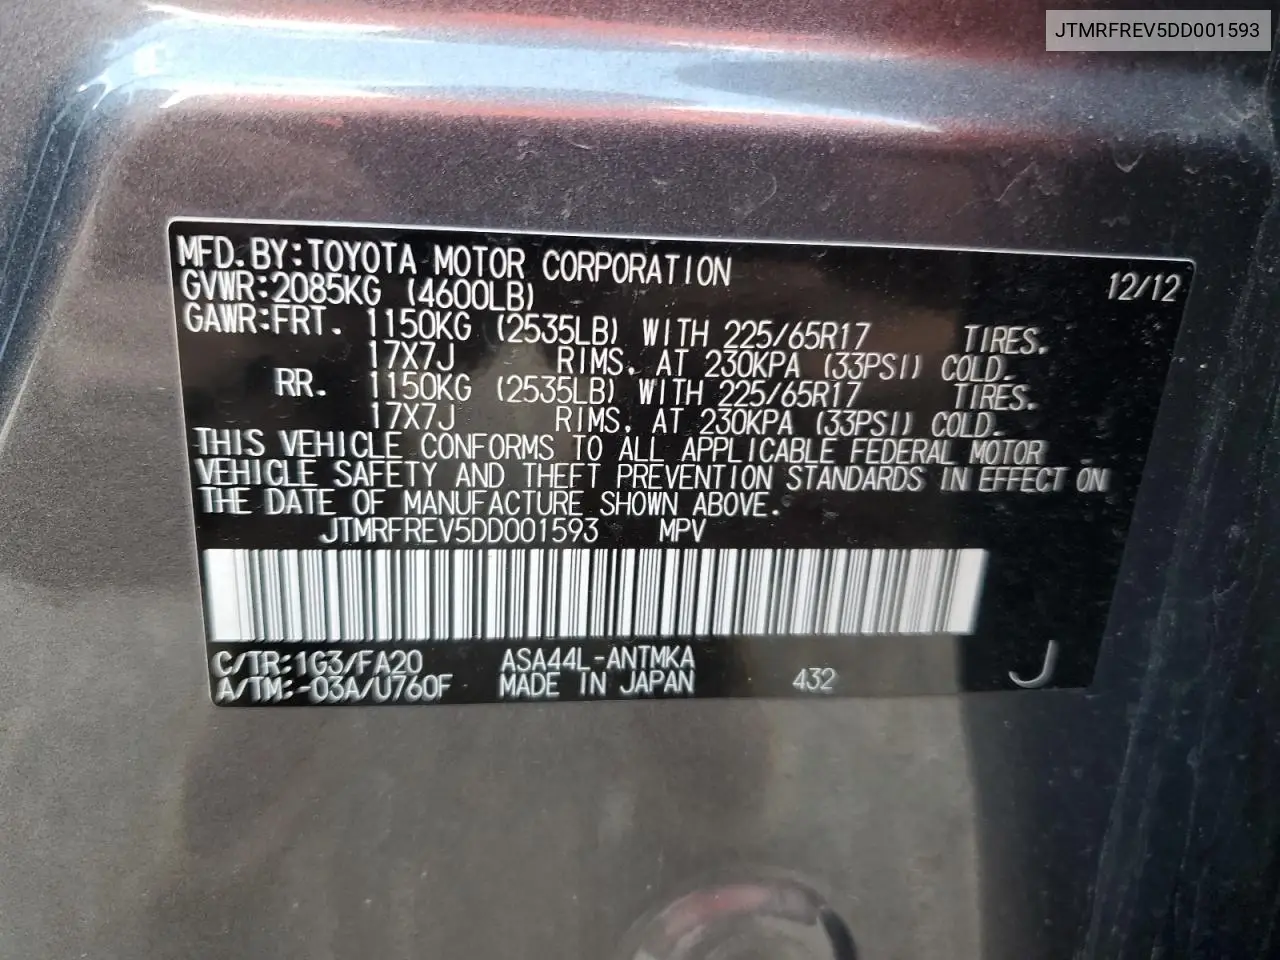 JTMRFREV5DD001593
MFD.BY:TOYOTA MOTOR CORPORATION 12/12
GVWR:2085KG (4600LB)
GAWR:FRT. 1150KG (2535LB) WITH 225/65R17 TIRES.
17X7J RIMS, AT 230KPA (33PSI) COLD.
RR. 1150KG (2535LB) WITH 225/65R17 TIRES.
17X7J RIMS, AT 230KPA (33PSI) COLD.
THIS VEHICLE CONFORMS TO ALL APPLICABLE FEDERAL MOTOR
VEHICLE SAFETY AND THEFT PREVENTION STANDARDS IN EFFECT ON
THE DATE OF MANUFACTURE SHOWN ABOVE.
JTMRFREV5DD001593 MPV
C/TR:1G3/FA20 ASA44L-ANTMKA
A/TM:-03A/U760F MADE IN JAPAN 432 J